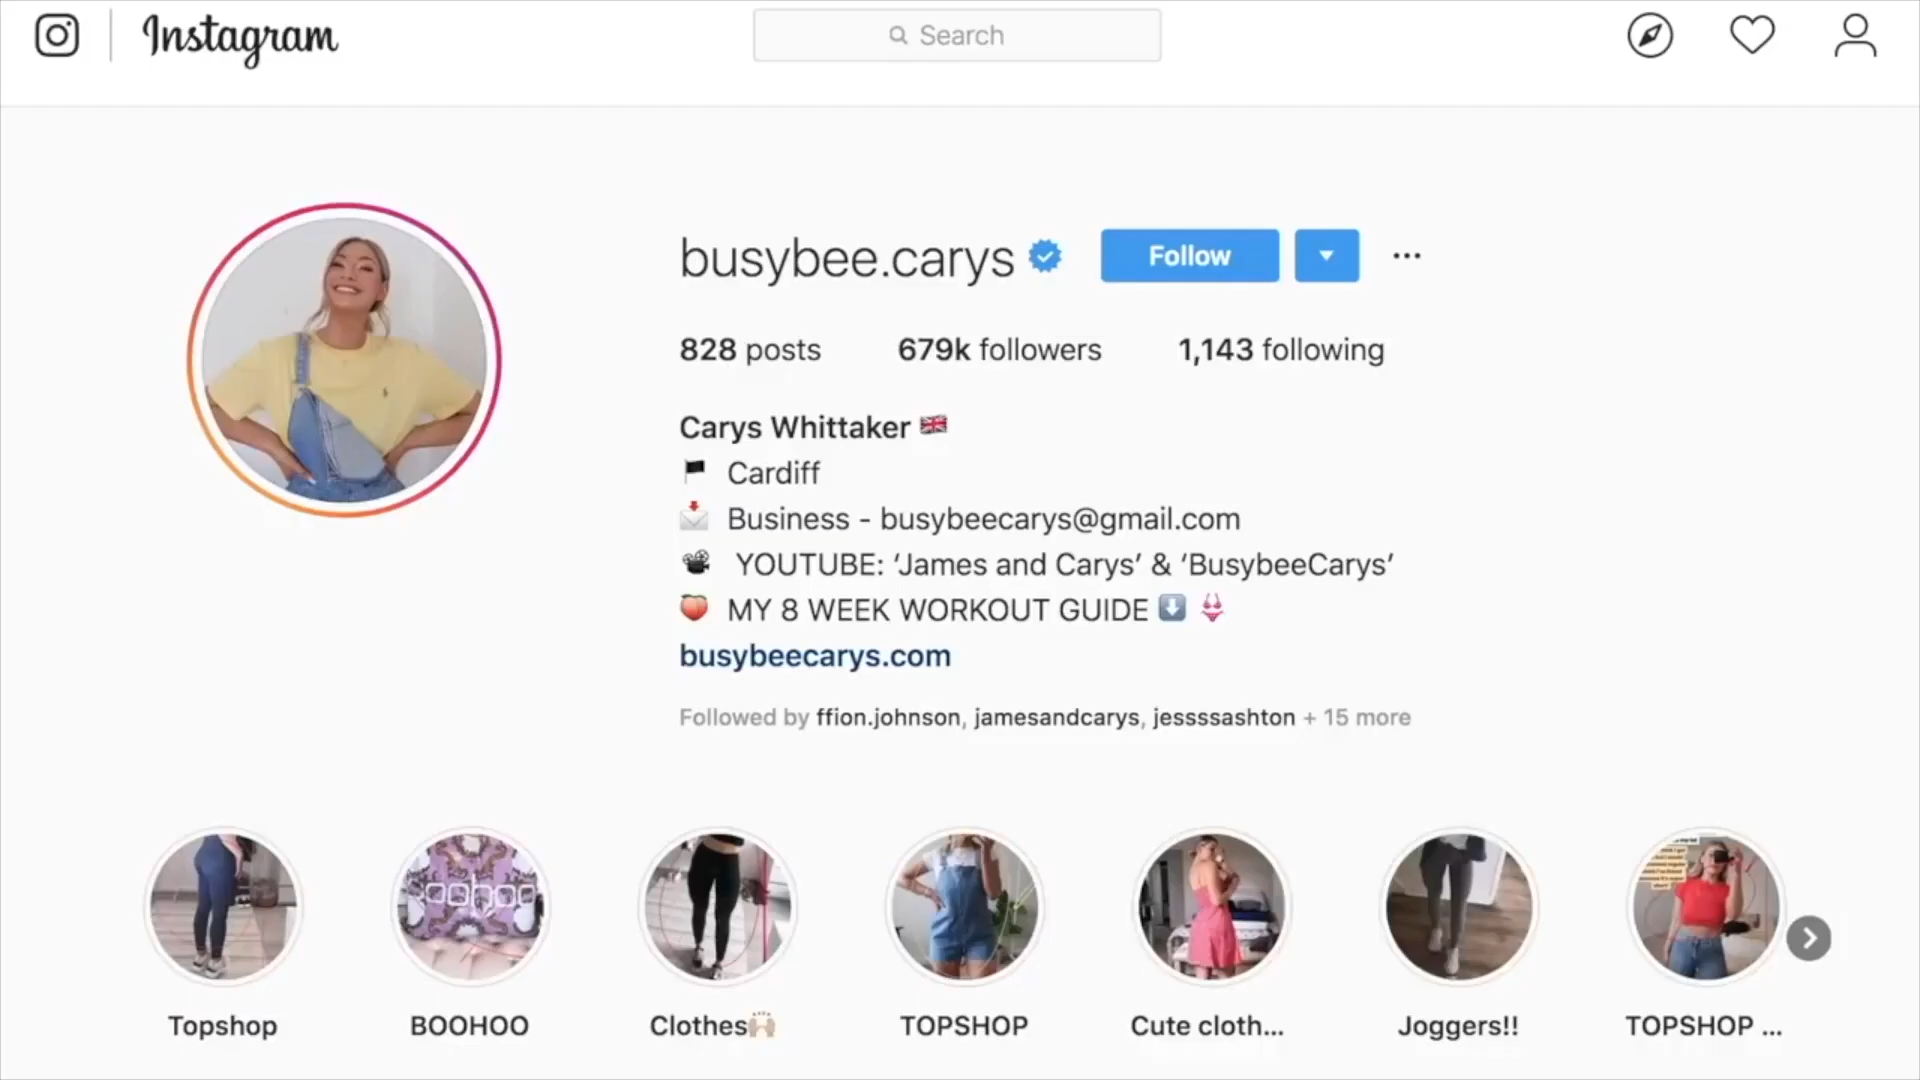 Instagram
Search
busybee.carys
Follow
828 posts 679k followers 1,143 following
Carys Whittaker 🇬🇧
🏴 Cardiff
📩 Business - busybeecarys@gmail.com
📽 YOUTUBE: ‘James and Carys’ & ‘BusybeeCarys’
🍑 MY 8 WEEK WORKOUT GUIDE ⬇️ 👙
busybeecarys.com
Followed by ffion.johnson, jamesandcarys, jessssashton + 15 more
boohoo
Topshop
BOOHOO
Clothes🙌🏼
TOPSHOP
Cute cloth...
Joggers!!
TOPSHOP ...